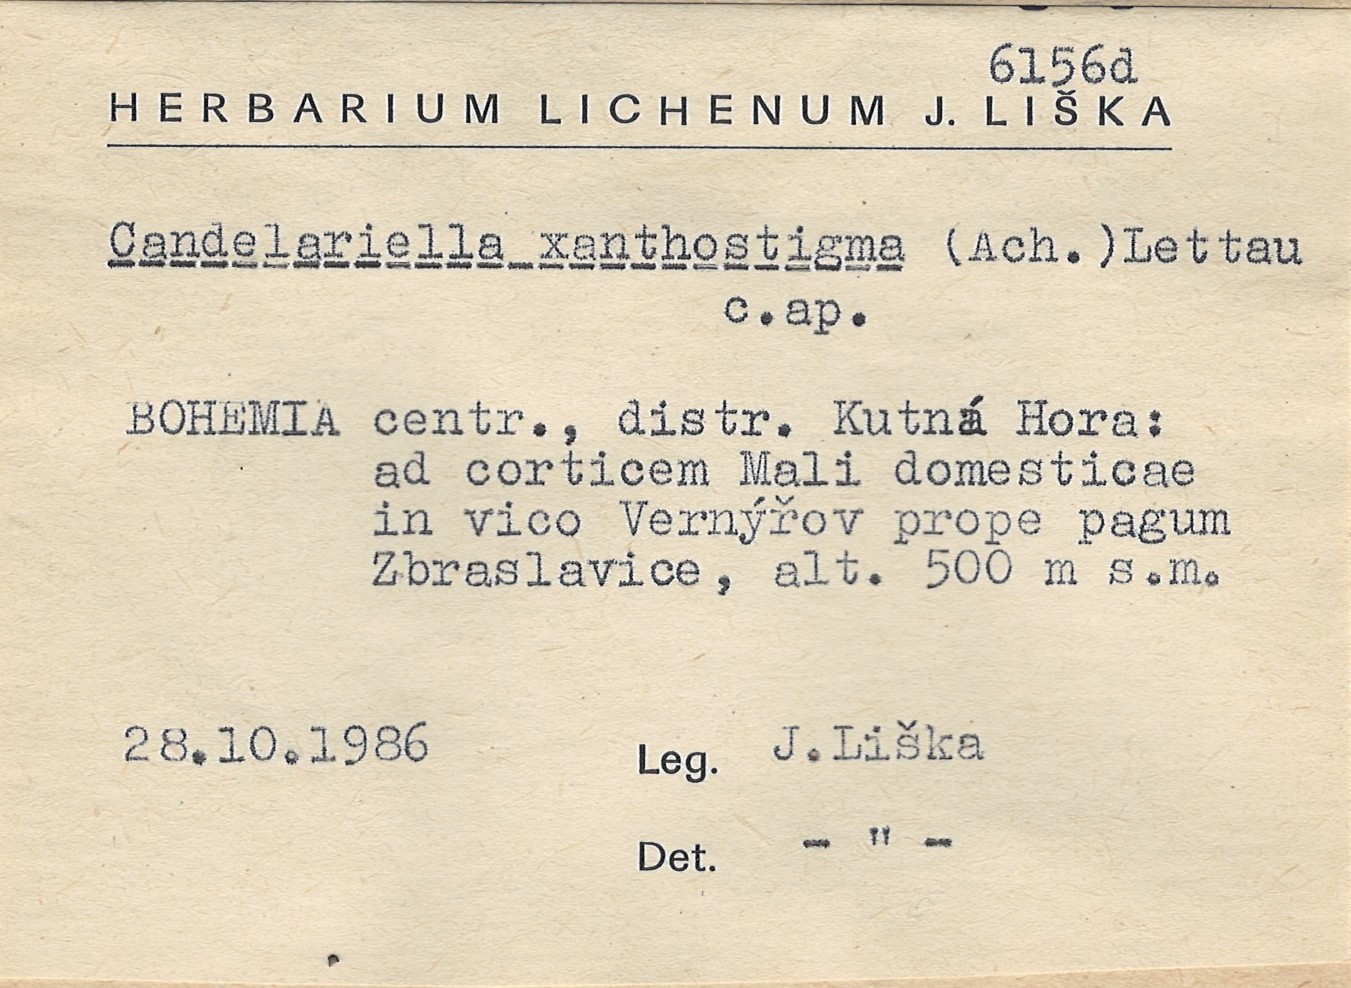 6156d
HERBARIUM LICHENUM J. LIŠKA
Candelariella xanthostigma (Ach.)Lettau
c.ap.
BOHEMIA centr., distr. Kutná Hora:
ad corticem Mali domesticae
in vico Vernýřov prope pagum
Zbraslavice, alt. 500 m s.m.
28.10.1986 Leg. J.Liška
Det. - " -